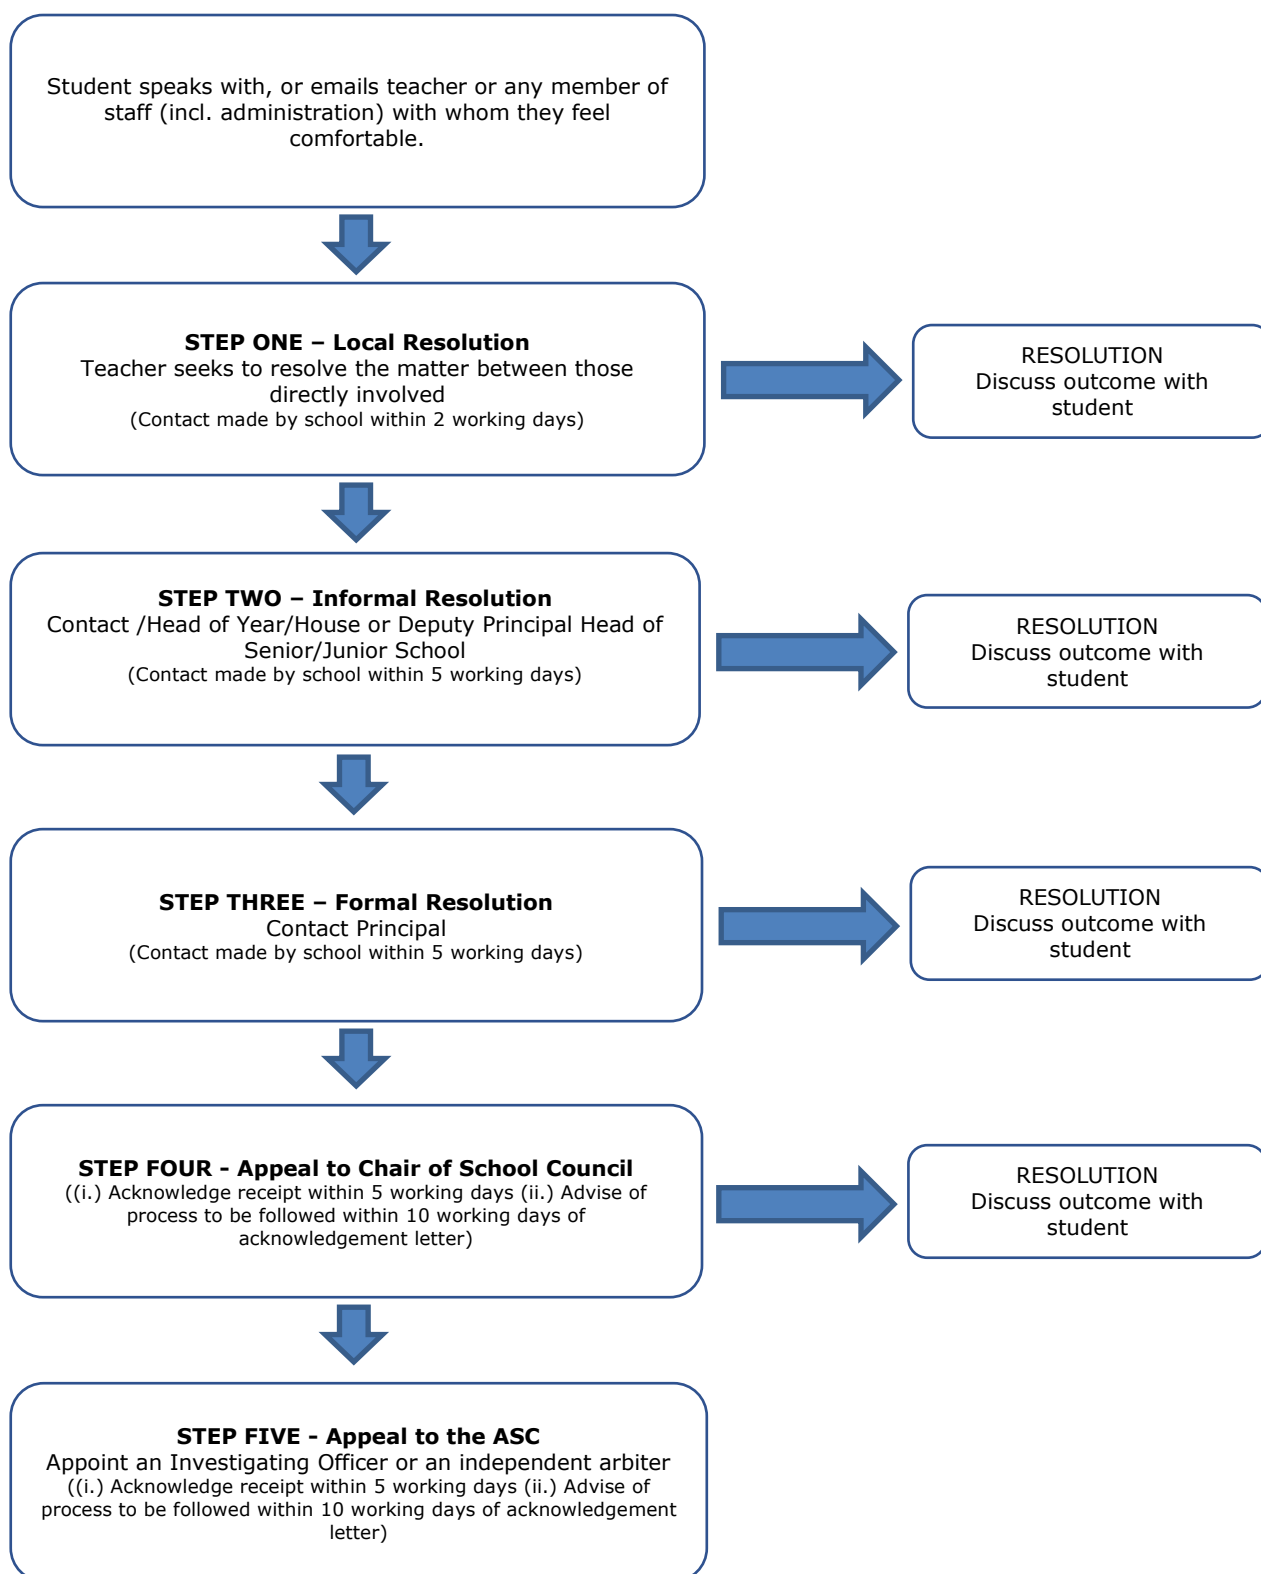 Student speaks with, or emails teacher or any member of
staff (incl. administration) with whom they feel
comfortable.
STEP ONE – Local Resolution
Teacher seeks to resolve the matter between those
directly involved
(Contact made by school within 2 working days)
RESOLUTION
Discuss outcome with
student
STEP TWO – Informal Resolution
Contact /Head of Year/House or Deputy Principal Head of
Senior/Junior School
(Contact made by school within 5 working days)
RESOLUTION
Discuss outcome with
student
STEP THREE – Formal Resolution
Contact Principal
(Contact made by school within 5 working days)
RESOLUTION
Discuss outcome with
student
STEP FOUR - Appeal to Chair of School Council
((i.) Acknowledge receipt within 5 working days (ii.) Advise of
process to be followed within 10 working days of
acknowledgement letter)
RESOLUTION
Discuss outcome with
student
STEP FIVE - Appeal to the ASC
Appoint an Investigating Officer or an independent arbiter
((i.) Acknowledge receipt within 5 working days (ii.) Advise of
process to be followed within 10 working days of acknowledgement
letter)